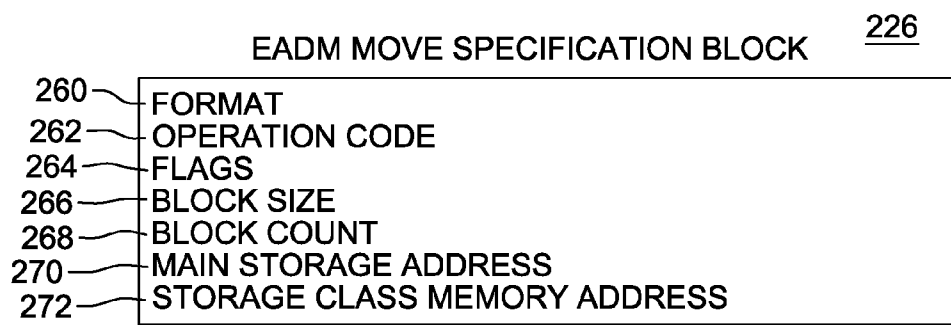 226
EADM MOVE SPECIFICATION BLOCK
260 FORMAT
262 OPERATION CODE
264 FLAGS
266 BLOCK SIZE
268 BLOCK COUNT
270 MAIN STORAGE ADDRESS
272 STORAGE CLASS MEMORY ADDRESS